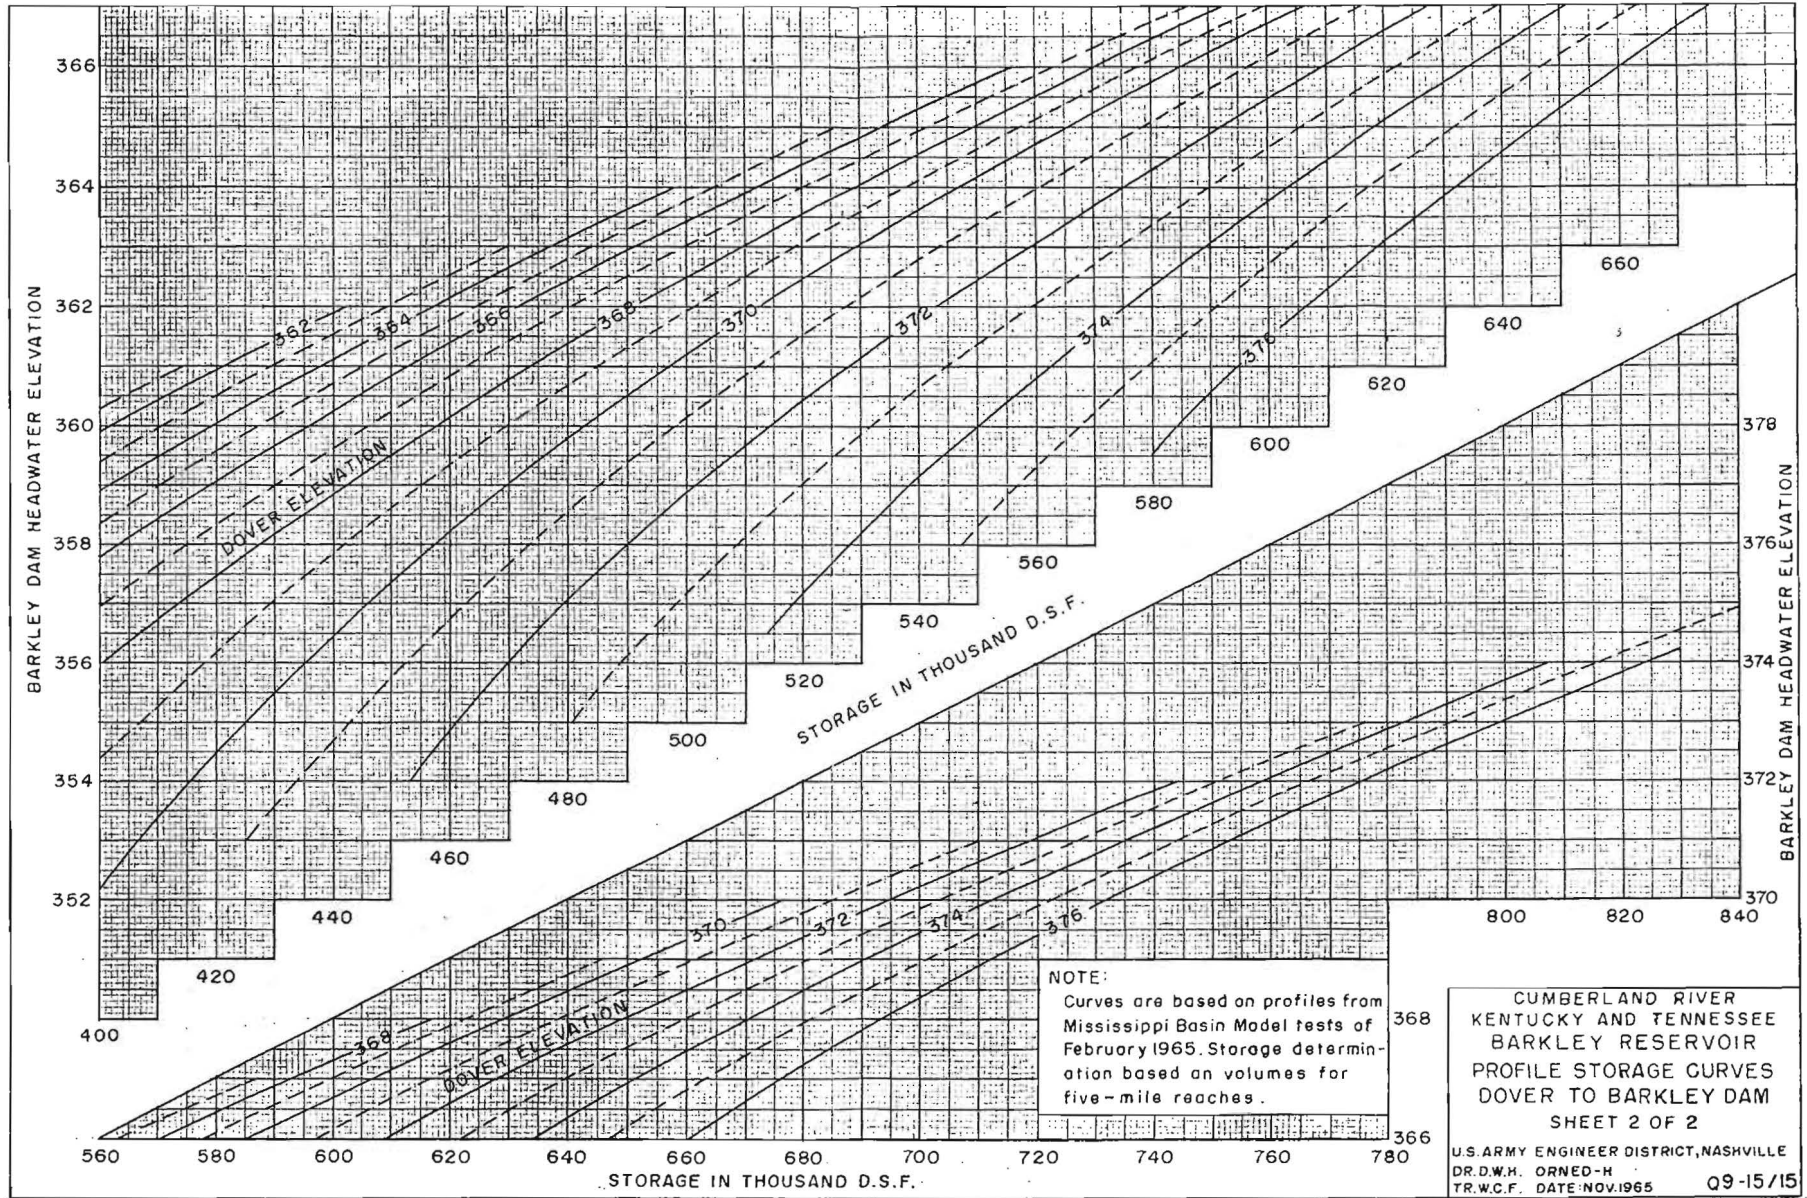 BARKLEY DAM HEADWATER ELEVATION
366
364
362
360
358
356
354
352
362
364
366
368
370
372
374
376
DOVER ELEVATION
400
420
440
460
480
500
520
540
560
580
600
620
640
660
STORAGE IN THOUSAND D.S.F.
378
376
374
372
370
368
366
BARKLEY DAM HEADWATER ELEVATION
368
370
372
374
376
DOVER ELEVATION
800
820
840
560
580
600
620
640
660
680
700
720
740
760
780
STORAGE IN THOUSAND D.S.F.
NOTE:
Curves are based on profiles from
Mississippi Basin Model tests of
February 1965. Storage determin-
ation based on volumes for
five-mile reaches.
CUMBERLAND RIVER
KENTUCKY AND TENNESSEE
BARKLEY RESERVOIR
PROFILE STORAGE CURVES
DOVER TO BARKLEY DAM
SHEET 2 OF 2
U.S. ARMY ENGINEER DISTRICT, NASHVILLE
DR. D.W.H. ORNED-H
TR. W.C.F. DATE: NOV. 1965
Q9-15/15